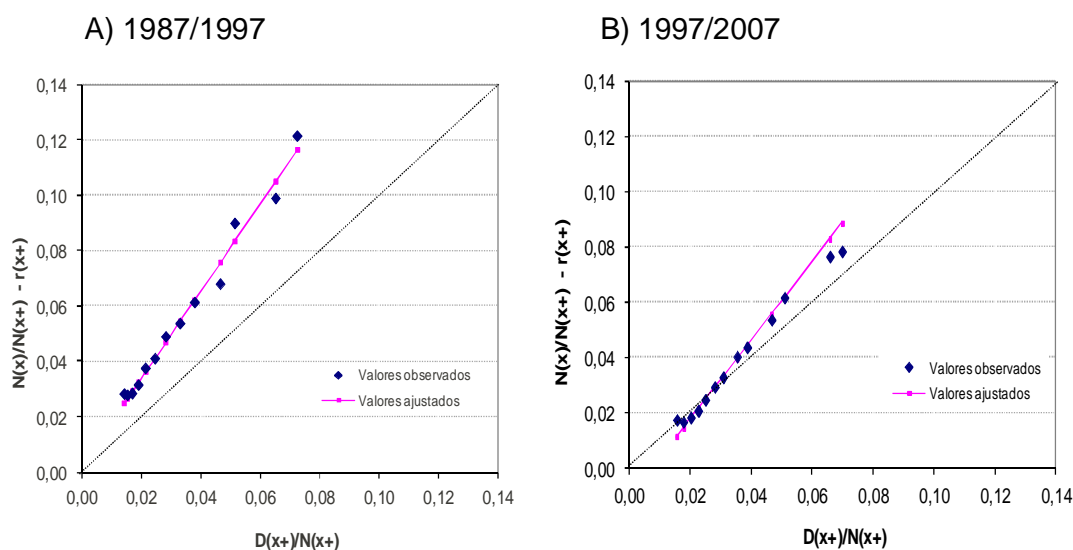 A) 1987/1997
0,14
0,12
0,10
0,08
0,06
0,04
0,02
0,00
0,00 0,02 0,04 0,06 0,08 0,10 0,12 0,14
N(x)/N(x+) - r(x+)
D(x+)/N(x+)
Valores observados
Valores ajustados
B) 1997/2007
0,14
0,12
0,10
0,08
0,06
0,04
0,02
0,00
0,00 0,02 0,04 0,06 0,08 0,10 0,12 0,14
N(x)/N(x+) - r(x+)
D(x+)/N(x+)
Valores observados
Valores ajustados